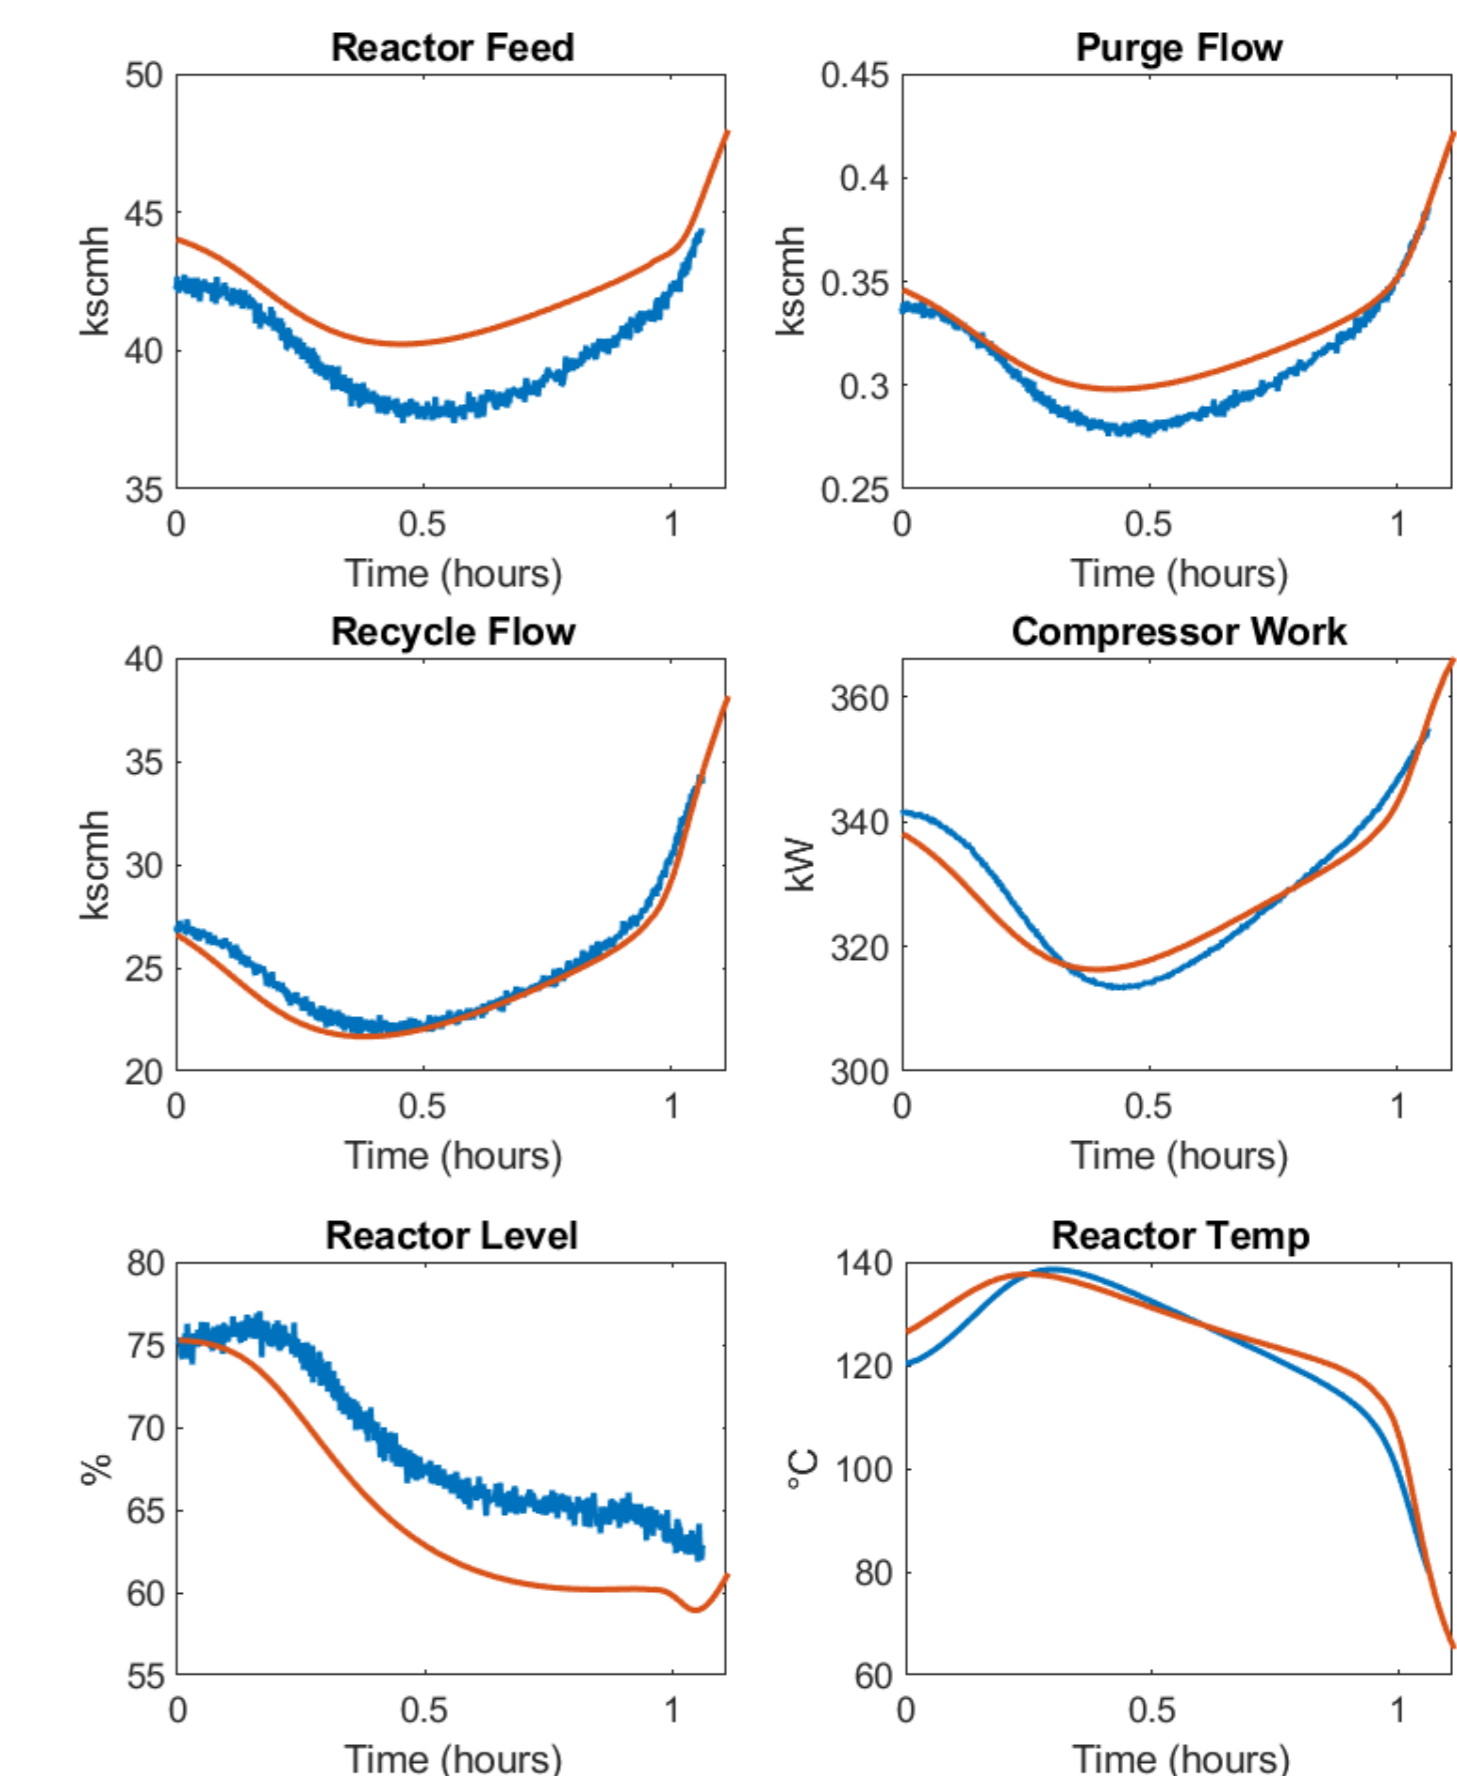 Reactor Feed
50
45
40
35
kscmh
0 0.5 1
Time (hours)
Purge Flow
0.45
0.4
0.35
0.3
0.25
kscmh
0 0.5 1
Time (hours)
Recycle Flow
40
35
30
25
20
kscmh
0 0.5 1
Time (hours)
Compressor Work
360
340
320
300
kW
0 0.5 1
Time (hours)
Reactor Level
80
75
70
65
60
55
%
0 0.5 1
Time (hours)
Reactor Temp
140
120
100
80
60
°C
0 0.5 1
Time (hours)